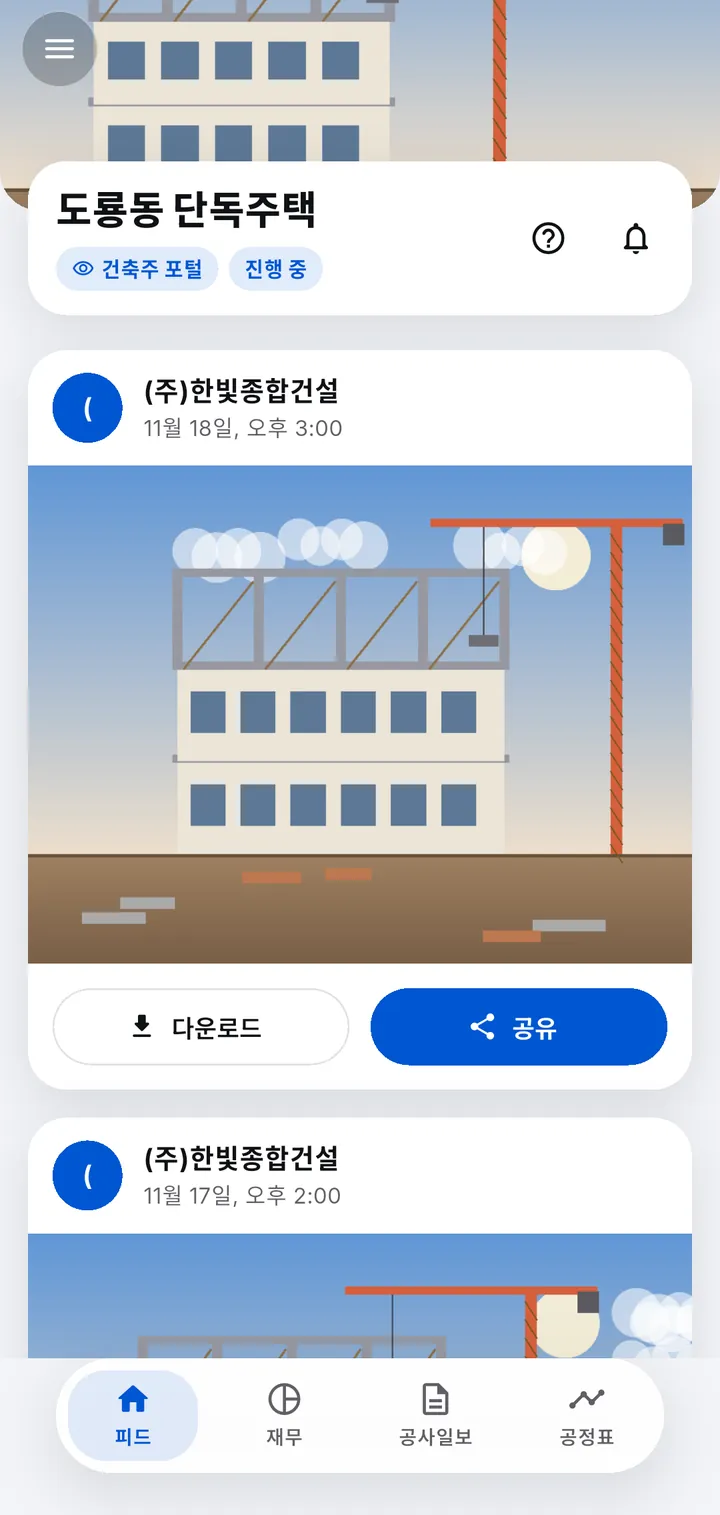 도룡동 단독주택
건축주 포털
진행 중
(
(주)한빛종합건설
11월 18일, 오후 3:00
다운로드
공유
(
(주)한빛종합건설
11월 17일, 오후 2:00
피드
재무
공사일보
공정표